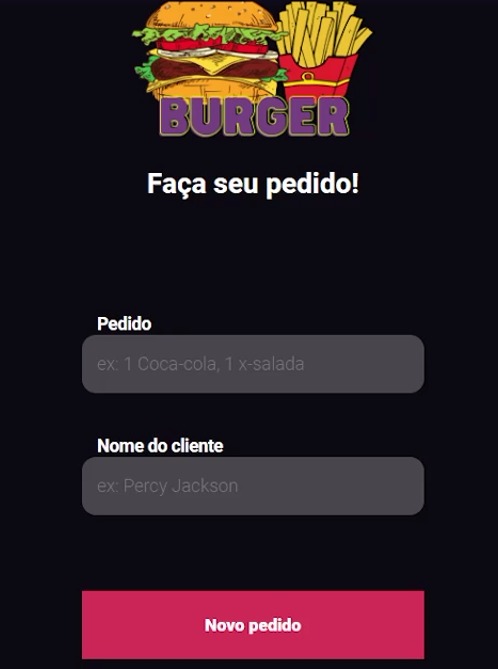 BURGER
Faça seu pedido!
Pedido
ex: 1 Coca-cola, 1 x-salada
Nome do cliente
ex: Percy Jackson
Novo pedido